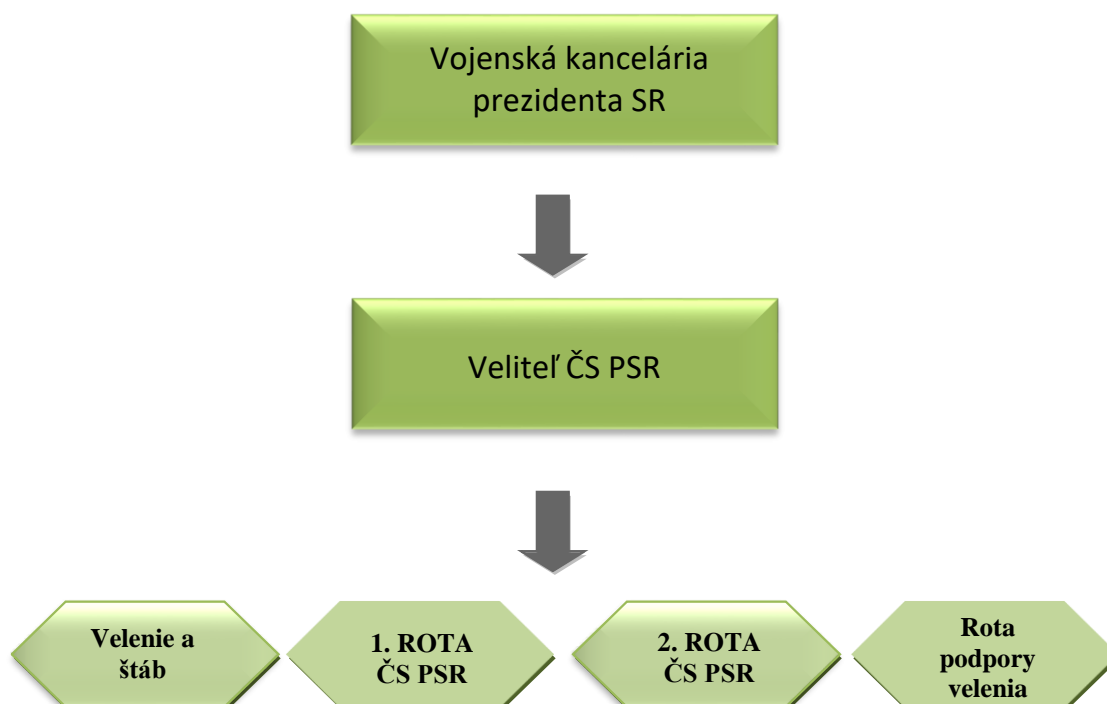 Vojenská kancelária
prezidenta SR
Veliteľ ČS PSR
Velenie a
štáb
1. ROTA
ČS PSR
2. ROTA
ČS PSR
Rota
podpory
velenia